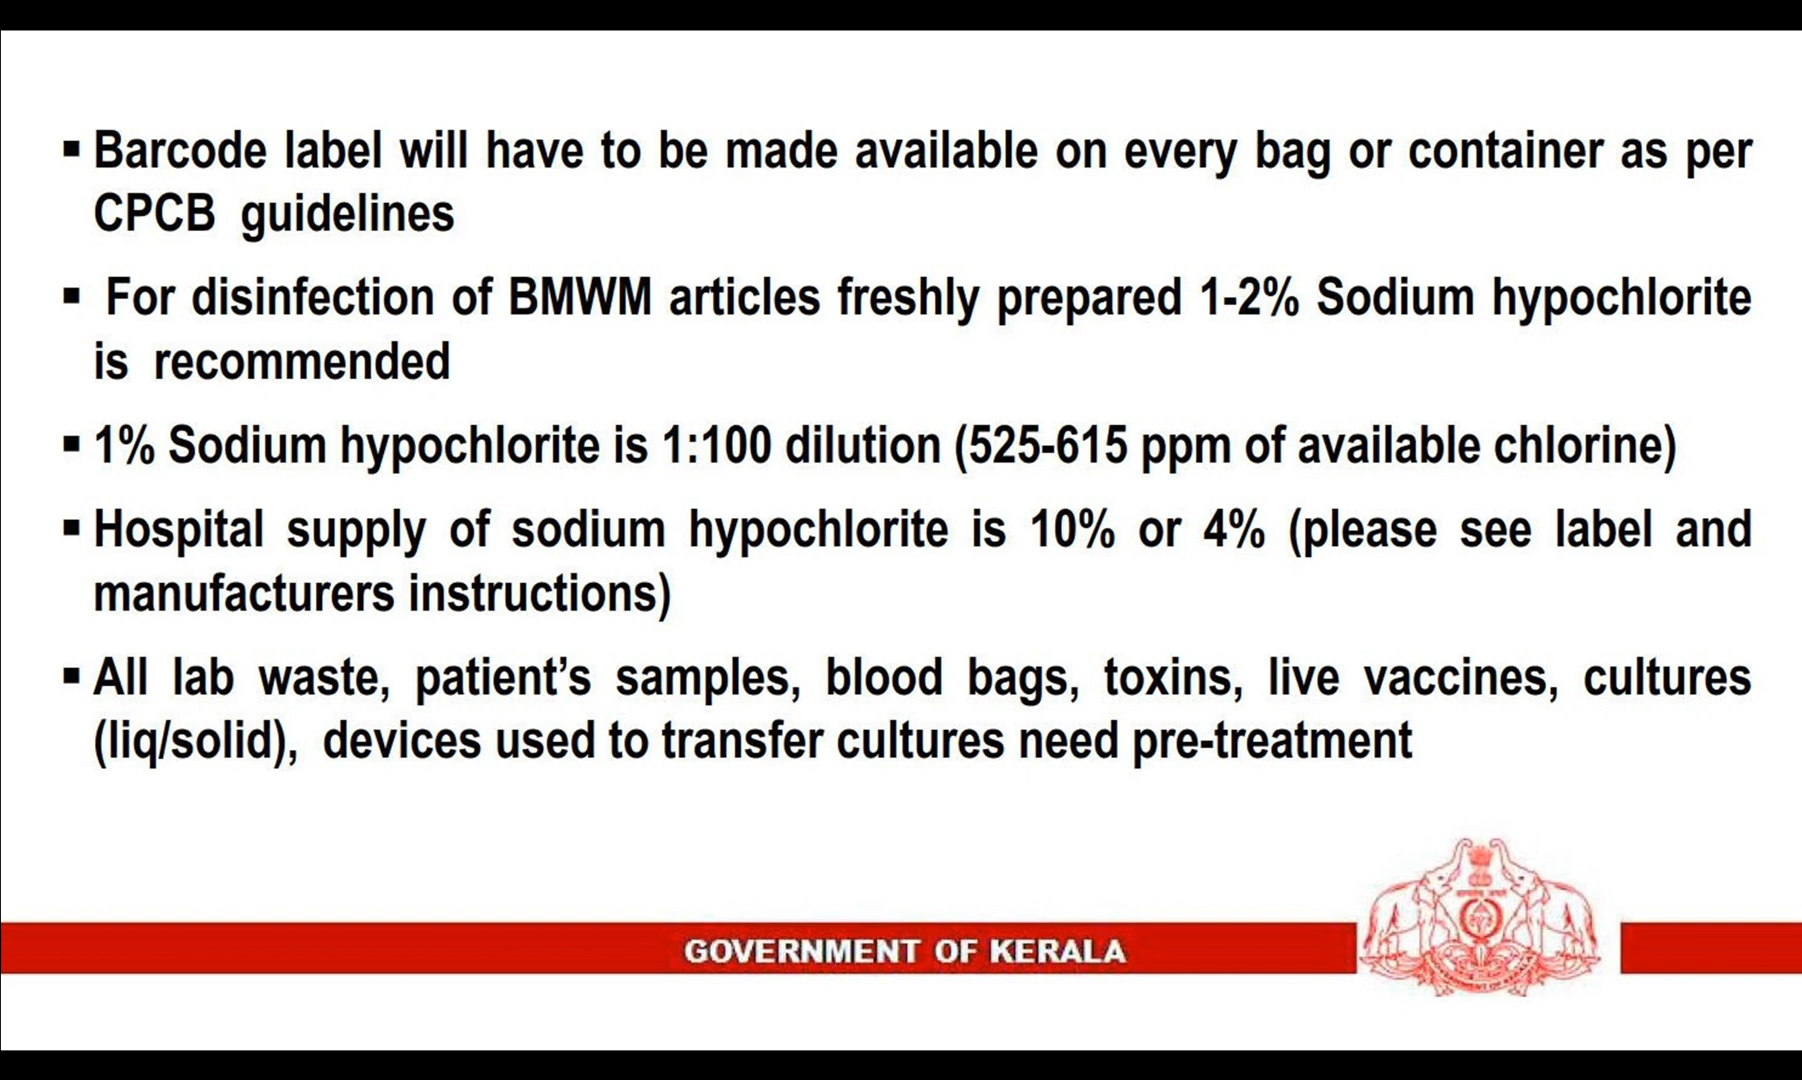 ▪ Barcode label will have to be made available on every bag or container as per
CPCB guidelines
▪ For disinfection of BMWM articles freshly prepared 1-2% Sodium hypochlorite
is recommended
▪ 1% Sodium hypochlorite is 1:100 dilution (525-615 ppm of available chlorine)
▪ Hospital supply of sodium hypochlorite is 10% or 4% (please see label and
manufacturers instructions)
▪ All lab waste, patient’s samples, blood bags, toxins, live vaccines, cultures
(liq/solid), devices used to transfer cultures need pre-treatment
GOVERNMENT OF KERALA